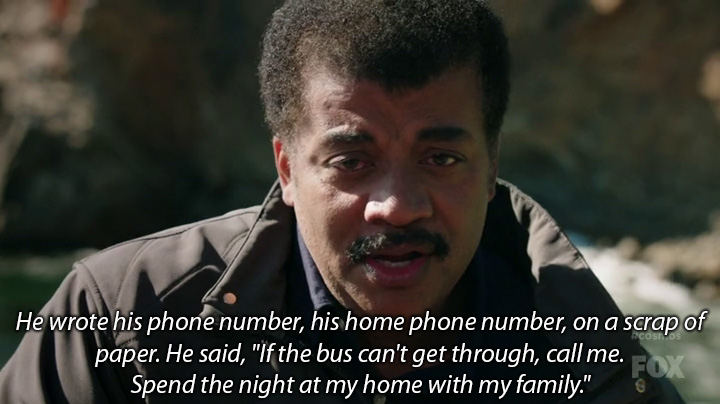 He wrote his phone number, his home phone number, on a scrap of
paper. He said, "If the bus can't get through, call me.
#cosmos
FOX
Spend the night at my home with my family."